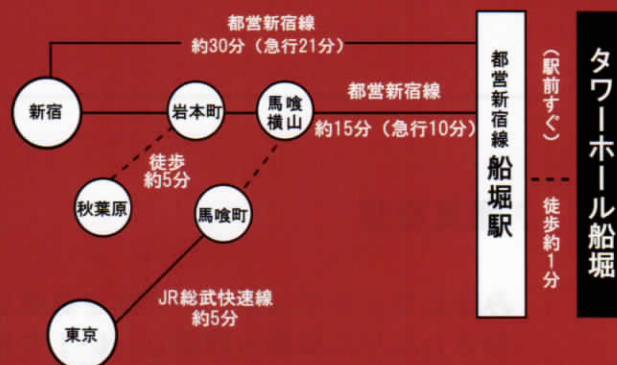 都営新宿線
約30分（急行21分）
新宿
岩本町
馬喰
横山
都営新宿線
約15分（急行10分）
徒歩
約5分
秋葉原
馬喰町
JR総武快速線
約5分
東京
都営新宿線 船堀駅
（駅前すぐ）
徒歩約1分
タワーホール船堀